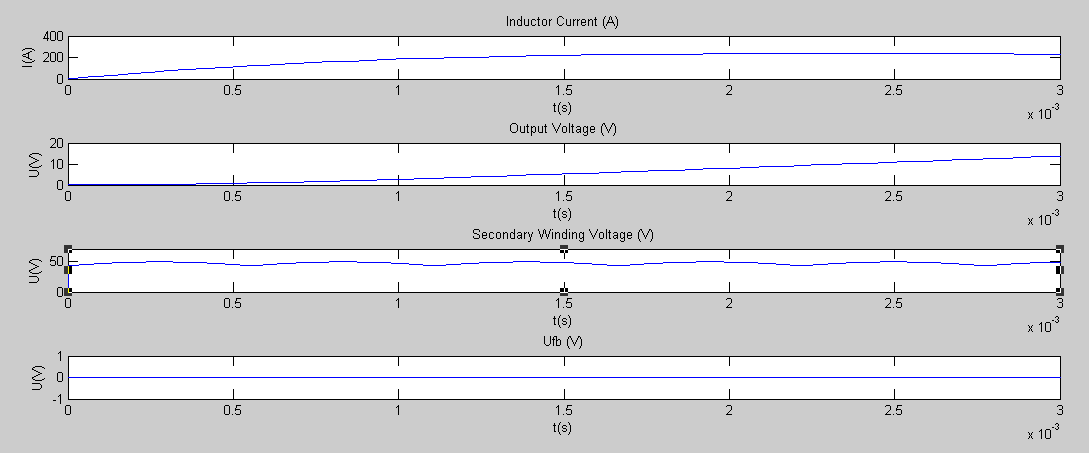 Inductor Current (A)
I(A)
400
200
0
0 0.5 1 1.5 2 2.5 3
t(s)
x 10-3
Output Voltage (V)
U(V)
20
10
0
0 0.5 1 1.5 2 2.5 3
t(s)
x 10-3
Secondary Winding Voltage (V)
U(V)
50
0
0 0.5 1 1.5 2 2.5 3
t(s)
x 10-3
Ufb (V)
U(V)
1
0
-1
0 0.5 1 1.5 2 2.5 3
t(s)
x 10-3